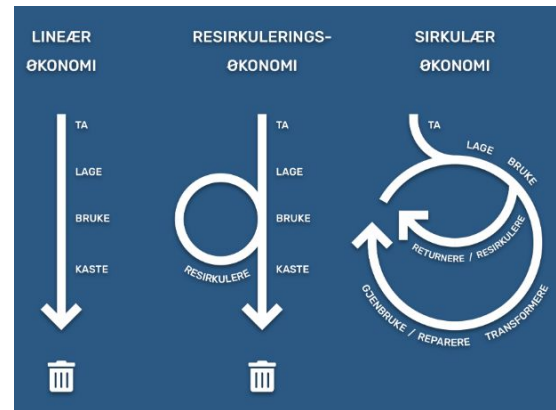 LINEÆR
ØKONOMI
TA
LAGE
BRUKE
KASTE
RESIRKULERINGS-
ØKONOMI
TA
LAGE
BRUKE
KASTE
RESIRKULERE
SIRKULÆR
ØKONOMI
TA
LAGE
BRUKE
RETURNERE / RESIRKULERE
GJENBRUKE / REPARERE
TRANSFORMERE